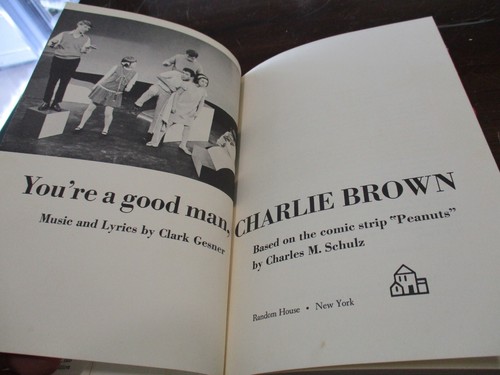 You're a good man, CHARLIE BROWN
Music and Lyrics by Clark Gesner
Based on the comic strip "Peanuts"
by Charles M. Schulz
Random House • New York